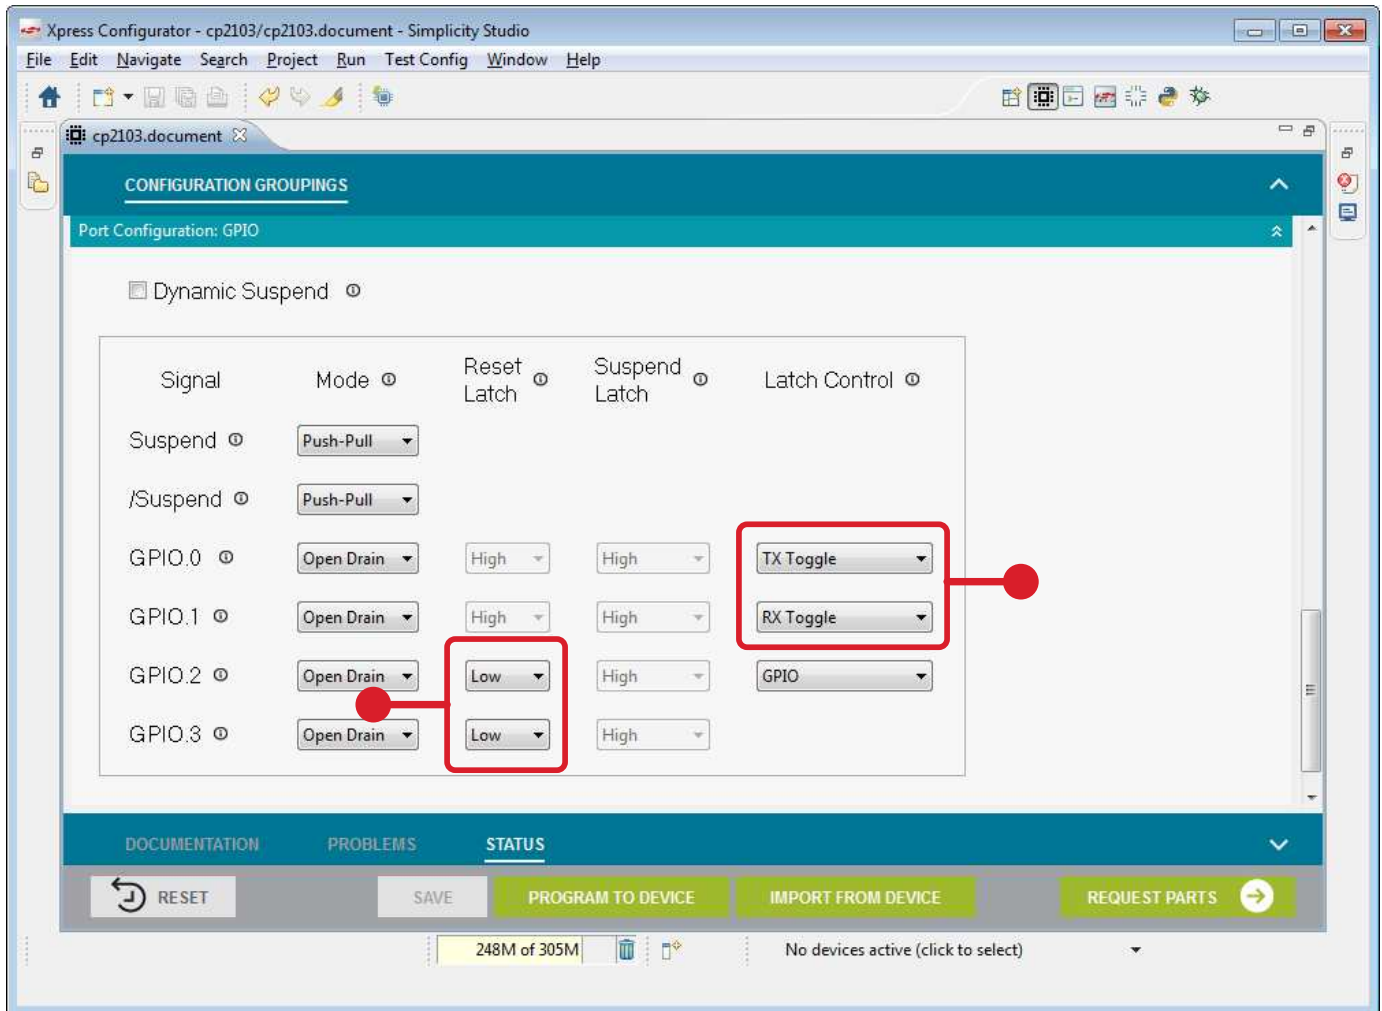 Xpress Configurator - cp2103/cp2103.document - Simplicity Studio
File Edit Navigate Search Project Run Test Config Window Help
cp2103.document
CONFIGURATION GROUPINGS
Port Configuration: GPIO
Dynamic Suspend
Signal Mode Reset Latch Suspend Latch Latch Control
Suspend Push-Pull
/Suspend Push-Pull
GPIO.0 Open Drain High High TX Toggle
GPIO.1 Open Drain High High RX Toggle
GPIO.2 Open Drain Low High GPIO
GPIO.3 Open Drain Low High
DOCUMENTATION PROBLEMS STATUS
RESET SAVE PROGRAM TO DEVICE IMPORT FROM DEVICE REQUEST PARTS
248M of 305M No devices active (click to select)